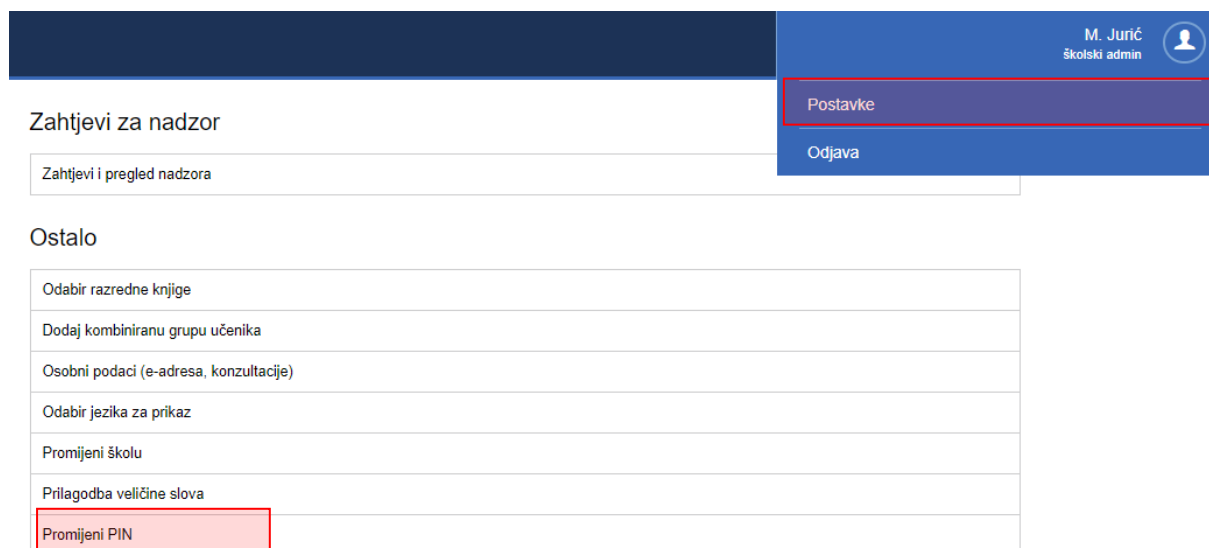 M. Jurić
školski admin
Postavke
Odjava
Zahtjevi za nadzor
Zahtjevi i pregled nadzora
Ostalo
Odabir razredne knjige
Dodaj kombiniranu grupu učenika
Osobni podaci (e-adresa, konzultacije)
Odabir jezika za prikaz
Promijeni školu
Prilagodba veličine slova
Promijeni PIN